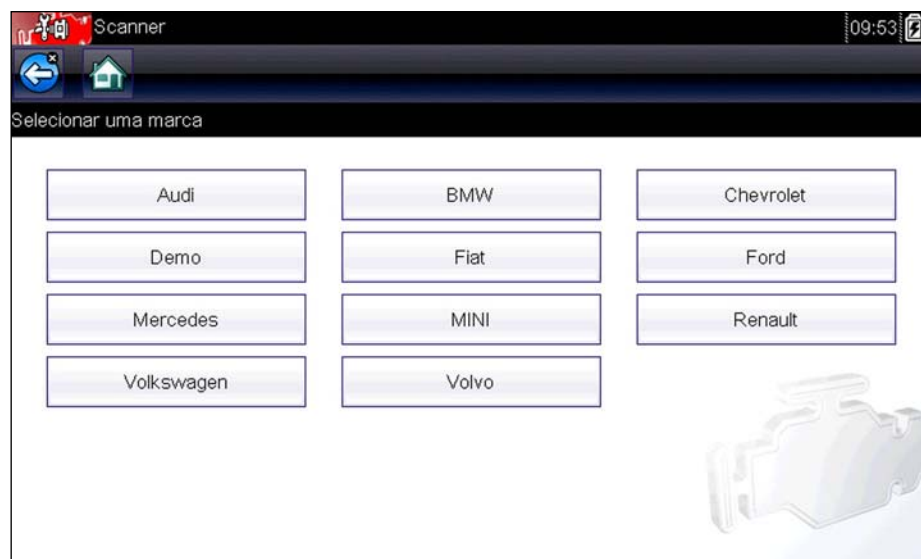 Scanner 09:53
Selecionar uma marca
Audi BMW Chevrolet
Demo Fiat Ford
Mercedes MINI Renault
Volkswagen Volvo